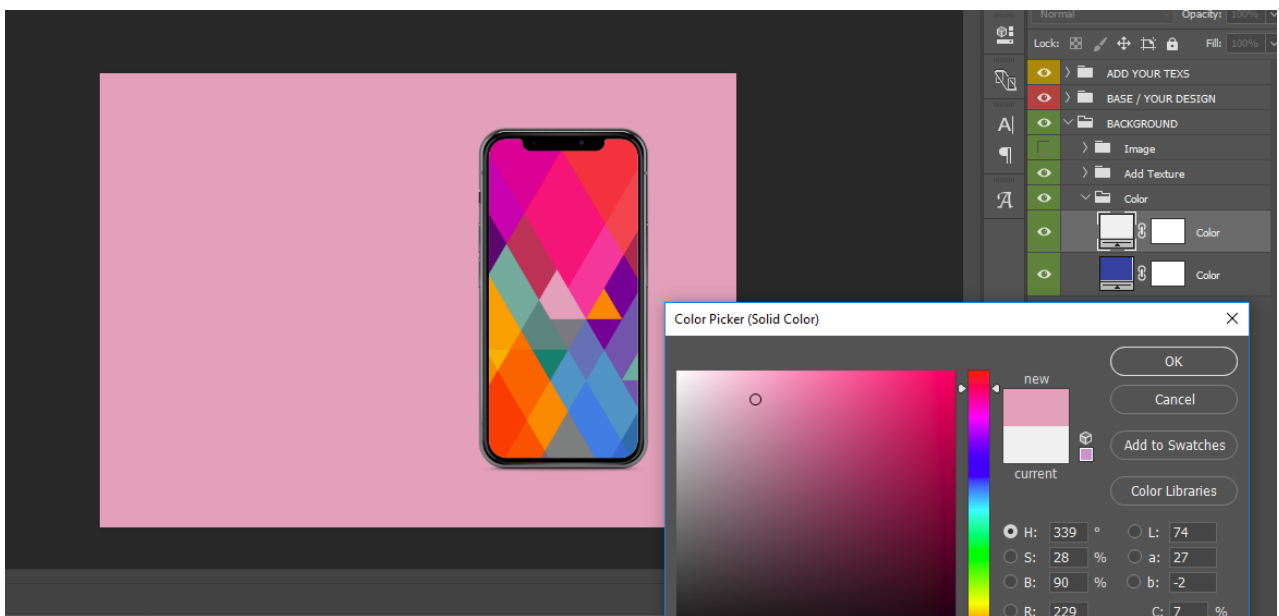 Normal Opacity: 100%
Lock: Fill: 100%
ADD YOUR TEXS
BASE / YOUR DESIGN
BACKGROUND
Image
Add Texture
Color
Color
Color
Color Picker (Solid Color)
OK
new
Cancel
Add to Swatches
current
Color Libraries
H: 339 ° L: 74
S: 28 % a: 27
B: 90 % b: -2
R: 229 C: 7 %